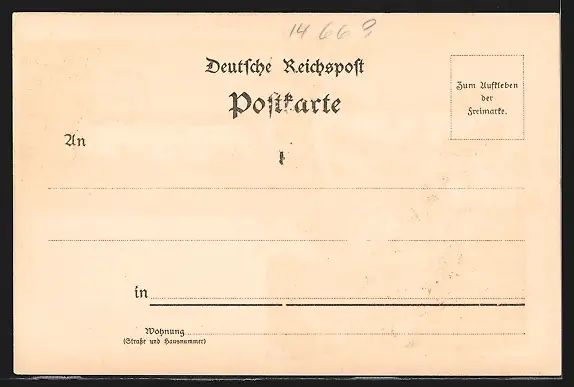 14669
Deutsche Reichspost
Postkarte
Zum Aufkleben
der
Freimarke.
An
in
Wohnung
(Straße und Hausnummer)